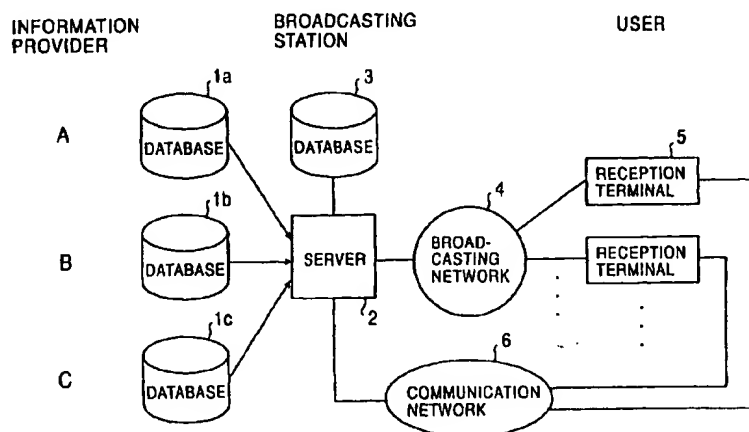 INFORMATION
PROVIDER
BROADCASTING
STATION
USER
1a
3
A
DATABASE
DATABASE
5
RECEPTION
TERMINAL
1b
4
B
DATABASE
SERVER
BROAD-
CASTING
NETWORK
RECEPTION
TERMINAL
2
1c
6
C
DATABASE
COMMUNICATION
NETWORK